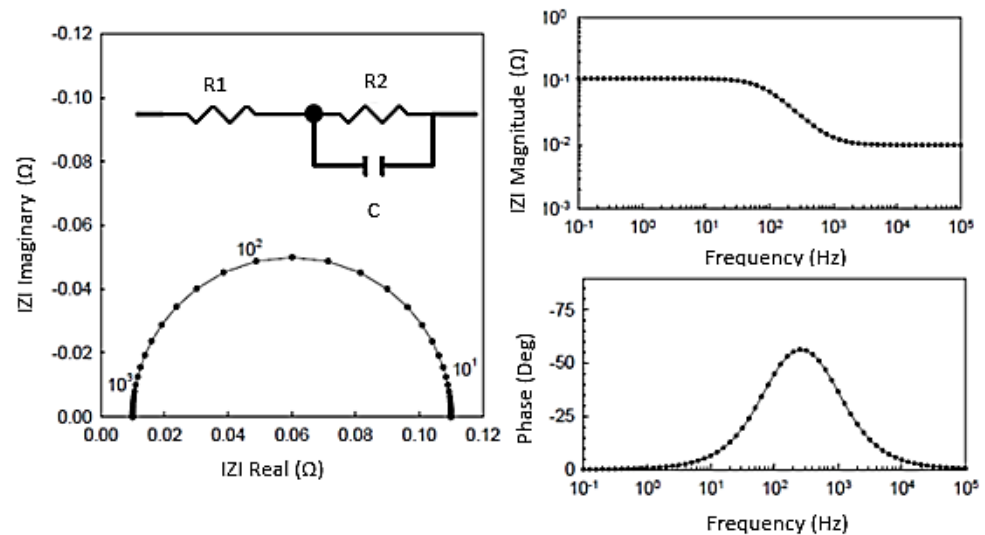 -0.12
-0.10
-0.08
-0.06
-0.04
-0.02
0.00
IZI Imaginary (Ω)
R1
R2
C
10²
10³
10¹
0.00 0.02 0.04 0.06 0.08 0.10 0.12
IZI Real (Ω)
10⁰
10⁻¹
10⁻²
10⁻³
IZI Magnitude (Ω)
10⁻¹ 10⁰ 10¹ 10² 10³ 10⁴ 10⁵
Frequency (Hz)
-75
-50
-25
0
Phase (Deg)
10⁻¹ 10⁰ 10¹ 10² 10³ 10⁴ 10⁵
Frequency (Hz)